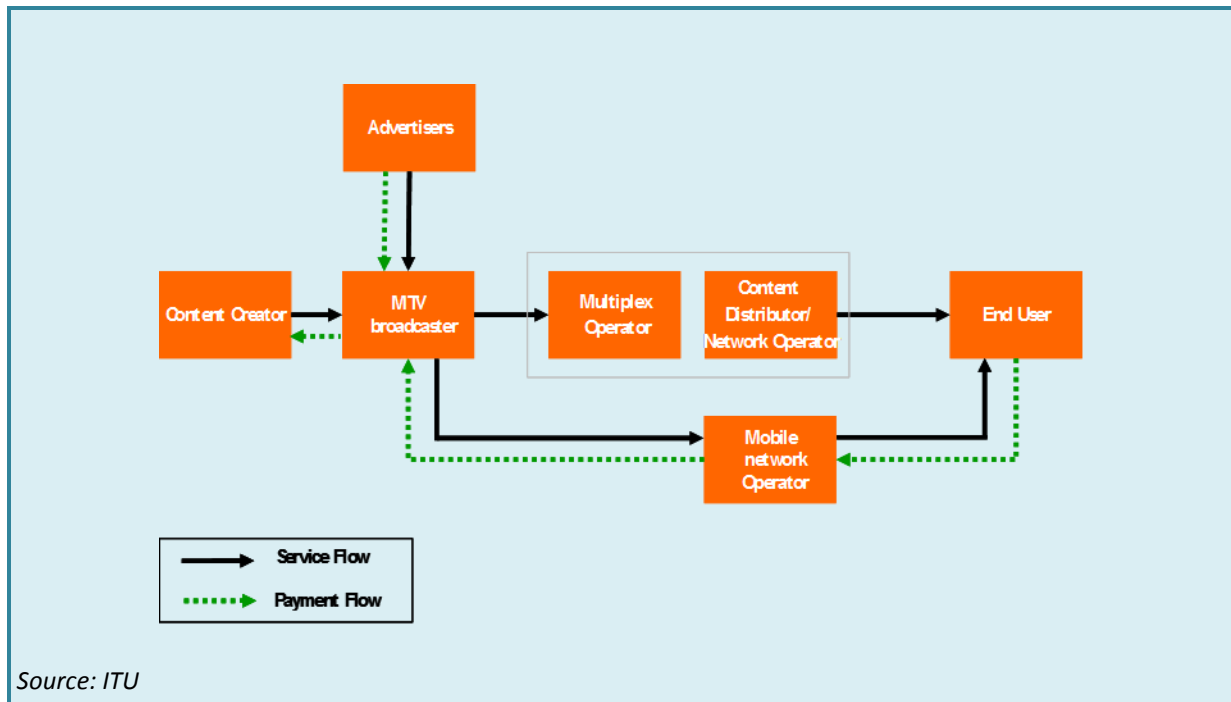 Advertisers
Content Creator
MTV
broadcaster
Multiplex
Operator
Content
Distributor/
Network Operator
End User
Mobile
network
Operator
Service Flow
Payment Flow
Source: ITU